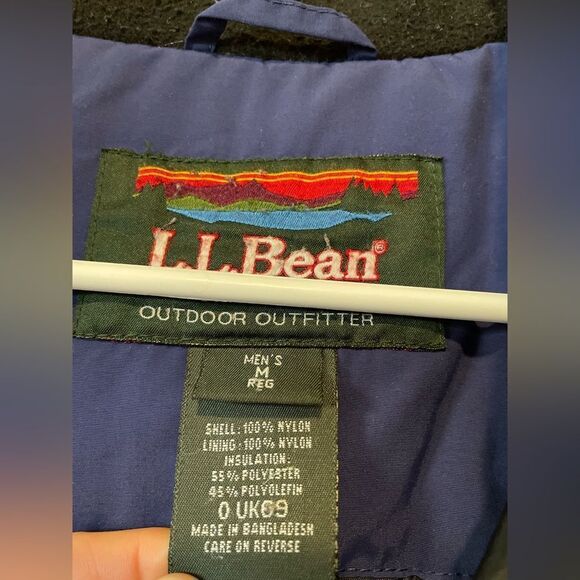 L.L.Bean®
OUTDOOR OUTFITTER
MEN'S
M
REG
SHELL: 100% NYLON
LINING: 100% NYLON
INSULATION:
55% POLYESTER
45% POLYOLEFIN
0 UK69
MADE IN BANGLADESH
CARE ON REVERSE